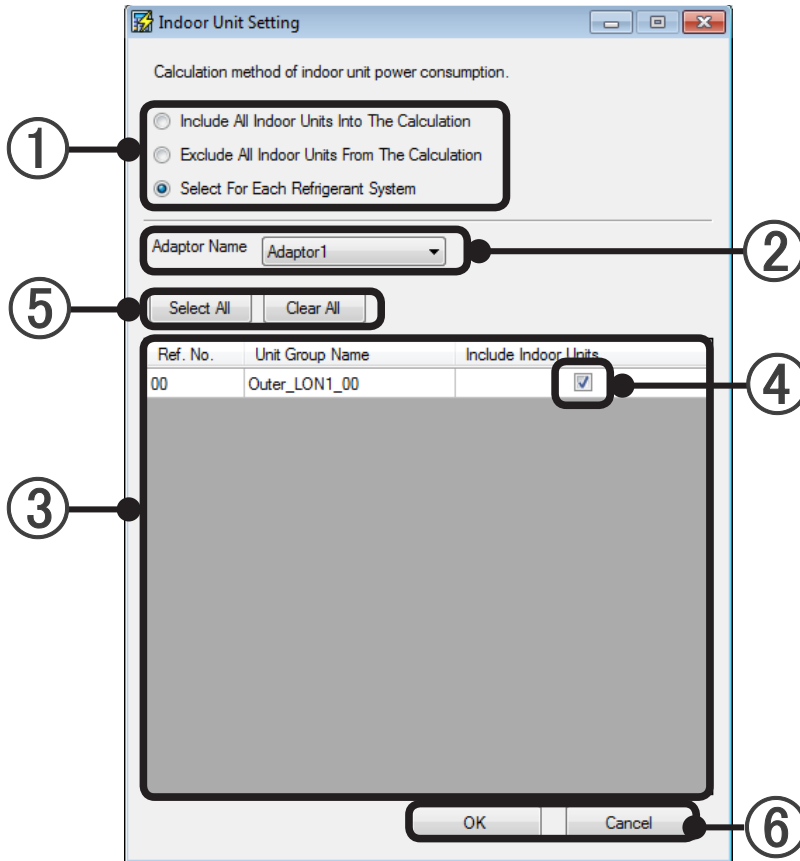 Indoor Unit Setting
Calculation method of indoor unit power consumption.
① Include All Indoor Units Into The Calculation
Exclude All Indoor Units From The Calculation
Select For Each Refrigerant System
Adaptor Name Adaptor1 ②
⑤ Select All Clear All
Ref. No. Unit Group Name Include Indoor Units
00 Outer_LON1_00 ④
③
OK Cancel ⑥